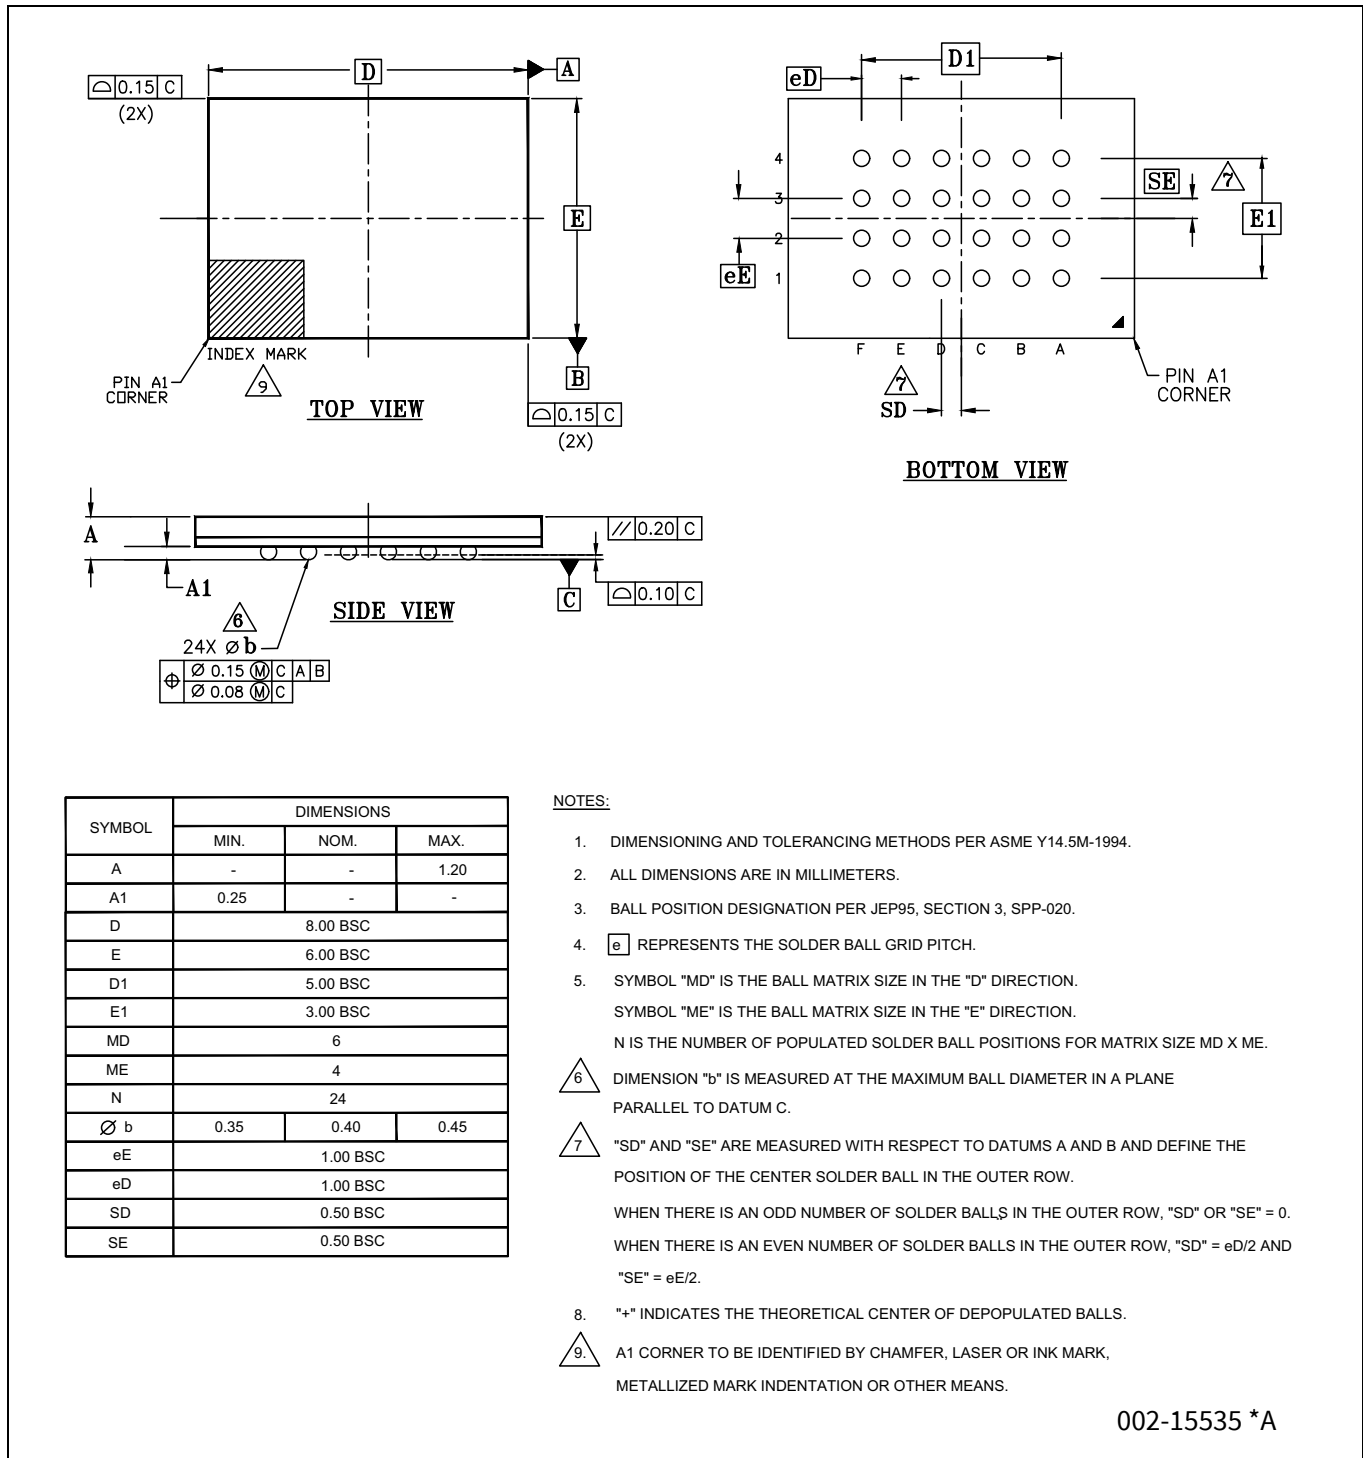 D
A
⌓ 0.15 C
(2X)
E
INDEX MARK
9
PIN A1
CORNER
B
⌓ 0.15 C
(2X)
TOP VIEW
D1
eD
4
3
2
1
SE
7
E1
eE
F E D C B A
7
SD
PIN A1
CORNER
BOTTOM VIEW
A
A1
// 0.20 C
C
⌓ 0.10 C
SIDE VIEW
6
24X Ø b
⌖ Ø 0.15 Ⓜ C A B
Ø 0.08 Ⓜ C
SYMBOL DIMENSIONS
MIN. NOM. MAX.
A - - 1.20
A1 0.25 - -
D 8.00 BSC
E 6.00 BSC
D1 5.00 BSC
E1 3.00 BSC
MD 6
ME 4
N 24
Ø b 0.35 0.40 0.45
eE 1.00 BSC
eD 1.00 BSC
SD 0.50 BSC
SE 0.50 BSC
NOTES:
1. DIMENSIONING AND TOLERANCING METHODS PER ASME Y14.5M-1994.
2. ALL DIMENSIONS ARE IN MILLIMETERS.
3. BALL POSITION DESIGNATION PER JEP95, SECTION 3, SPP-020.
4. e REPRESENTS THE SOLDER BALL GRID PITCH.
5. SYMBOL "MD" IS THE BALL MATRIX SIZE IN THE "D" DIRECTION.
SYMBOL "ME" IS THE BALL MATRIX SIZE IN THE "E" DIRECTION.
N IS THE NUMBER OF POPULATED SOLDER BALL POSITIONS FOR MATRIX SIZE MD X ME.
6 DIMENSION "b" IS MEASURED AT THE MAXIMUM BALL DIAMETER IN A PLANE
PARALLEL TO DATUM C.
7 "SD" AND "SE" ARE MEASURED WITH RESPECT TO DATUMS A AND B AND DEFINE THE
POSITION OF THE CENTER SOLDER BALL IN THE OUTER ROW.
WHEN THERE IS AN ODD NUMBER OF SOLDER BALLS IN THE OUTER ROW, "SD" OR "SE" = 0.
WHEN THERE IS AN EVEN NUMBER OF SOLDER BALLS IN THE OUTER ROW, "SD" = eD/2 AND
"SE" = eE/2.
8. "+" INDICATES THE THEORETICAL CENTER OF DEPOPULATED BALLS.
9. A1 CORNER TO BE IDENTIFIED BY CHAMFER, LASER OR INK MARK,
METALLIZED MARK INDENTATION OR OTHER MEANS.
002-15535 *A